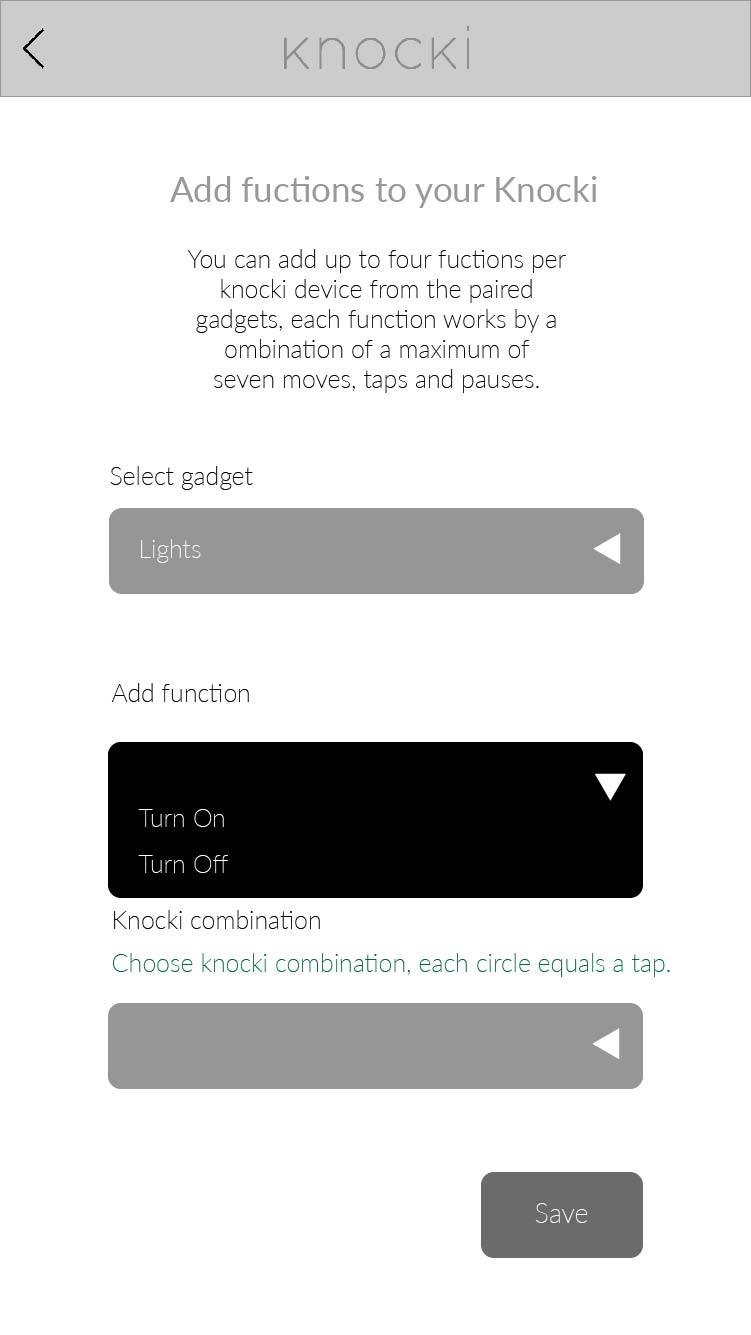 knocki
Add fuctions to your Knocki
You can add up to four fuctions per
knocki device from the paired
gadgets, each function works by a
ombination of a maximum of
seven moves, taps and pauses.
Select gadget
Lights
Add function
Turn On
Turn Off
Knocki combination
Choose knocki combination, each circle equals a tap.
Save